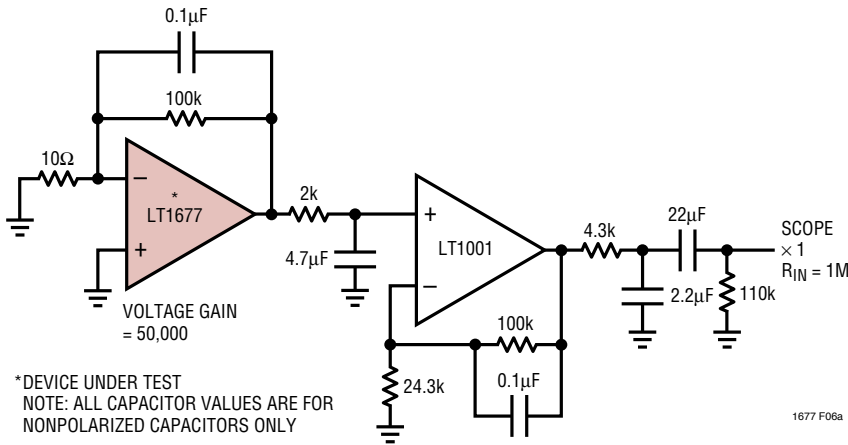 0.1µF
100k
10Ω
–
*
LT1677
+
VOLTAGE GAIN
= 50,000
2k
4.7µF
+
LT1001
–
4.3k
22µF
SCOPE
× 1
RIN = 1M
2.2µF
110k
100k
24.3k
0.1µF
*DEVICE UNDER TEST
NOTE: ALL CAPACITOR VALUES ARE FOR
NONPOLARIZED CAPACITORS ONLY
1677 F06a